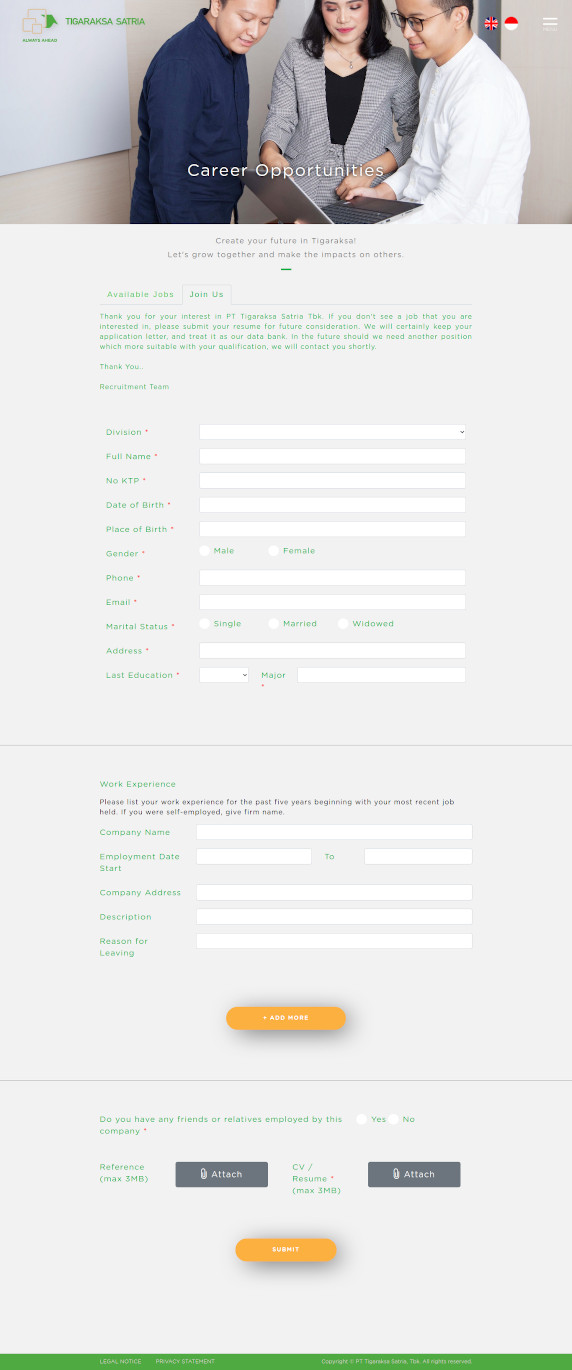 TIGARAKSA SATRIA
ALWAYS AHEAD
MENU
Career Opportunities
Create your future in Tigaraksa!
Let's grow together and make the impacts on others.
Available Jobs
Join Us
Thank you for your interest in PT Tigaraksa Satria Tbk. If you don't see a job that you are
interested in, please submit your resume for future consideration. We will certainly keep your
application letter, and treat it as our data bank. In the future should we need another position
which more suitable with your qualification, we will contact you shortly.
Thank You..
Recruitment Team
Division *
Full Name *
No KTP *
Date of Birth *
Place of Birth *
Gender * Male Female
Phone *
Email *
Marital Status * Single Married Widowed
Address *
Last Education * Major
*
Work Experience
Please list your work experience for the past five years beginning with your most recent job
held. If you were self-employed, give firm name.
Company Name
Employment Date To
Start
Company Address
Description
Reason for
Leaving
+ ADD MORE
Do you have any friends or relatives employed by this Yes No
company *
Reference
(max 3MB)
Attach
CV /
Resume *
(max 3MB)
Attach
SUBMIT
LEGAL NOTICE PRIVACY STATEMENT Copyright © PT Tigaraksa Satria, Tbk. All rights reserved.